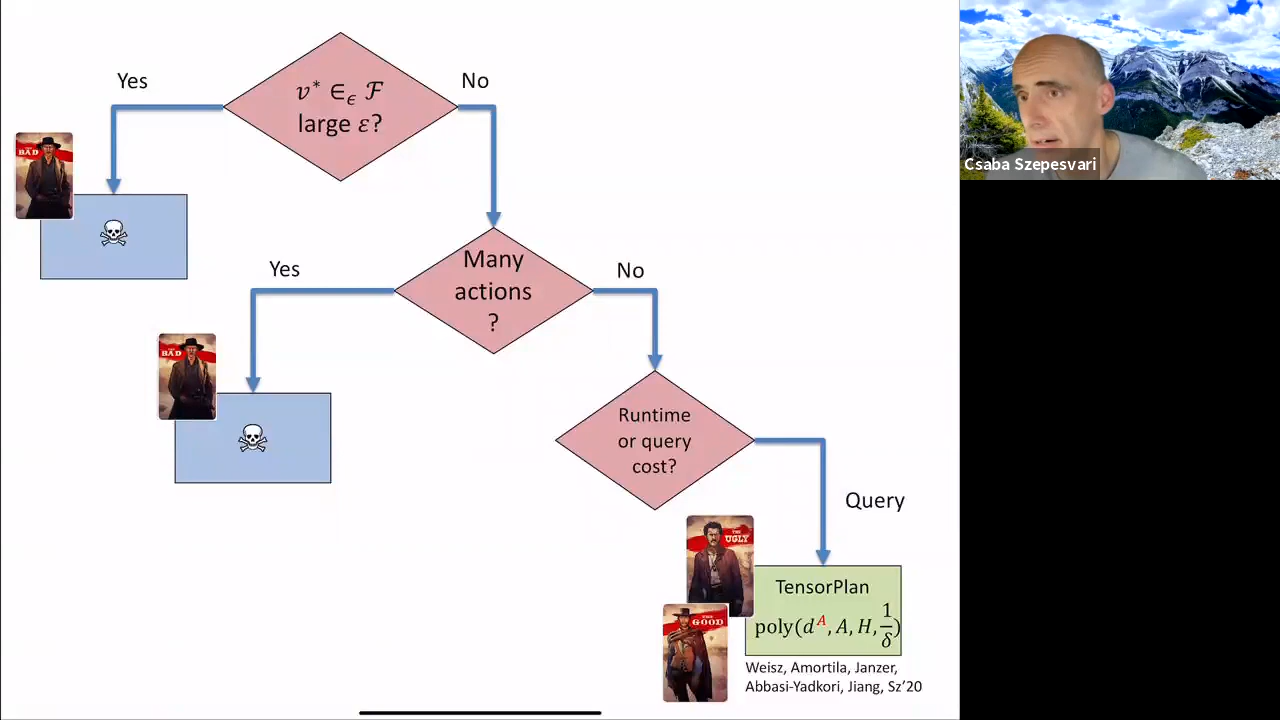 Yes
v* ∈ϵ ℱ
large ε?
No
THE BAD
☠
Yes
Many
actions
?
No
THE BAD
☠
Runtime
or query
cost?
Query
THE UGLY
THE GOOD
TensorPlan
poly(d^A, A, H, 1/δ)
Weisz, Amortila, Janzer,
Abbasi-Yadkori, Jiang, Sz'20
Csaba Szepesvari